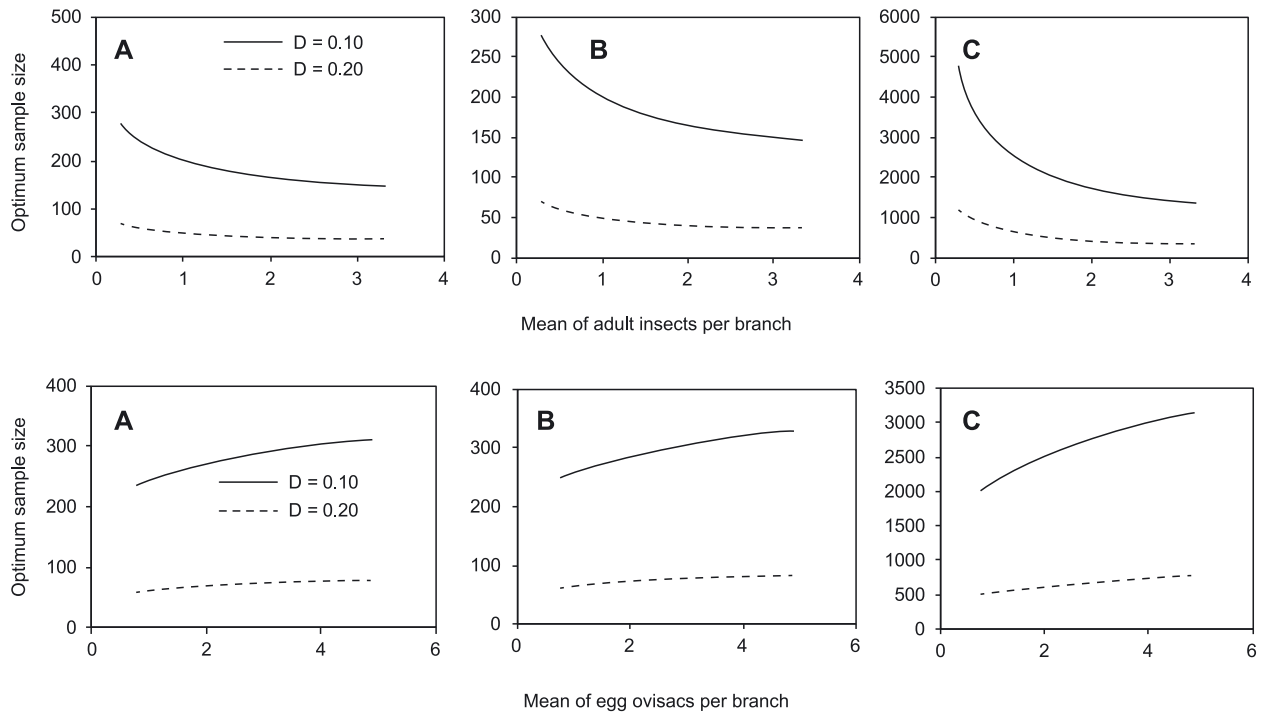 Optimum sample size
500
400
300
200
100
0
0 1 2 3 4
A
D = 0.10
D = 0.20
300
250
200
150
100
50
0
0 1 2 3 4
B
6000
5000
4000
3000
2000
1000
0
0 1 2 3 4
C
Mean of adult insects per branch
Optimum sample size
400
300
200
100
0
0 2 4 6
A
D = 0.10
D = 0.20
400
300
200
100
0
0 2 4 6
B
3500
3000
2500
2000
1500
1000
500
0
0 2 4 6
C
Mean of egg ovisacs per branch